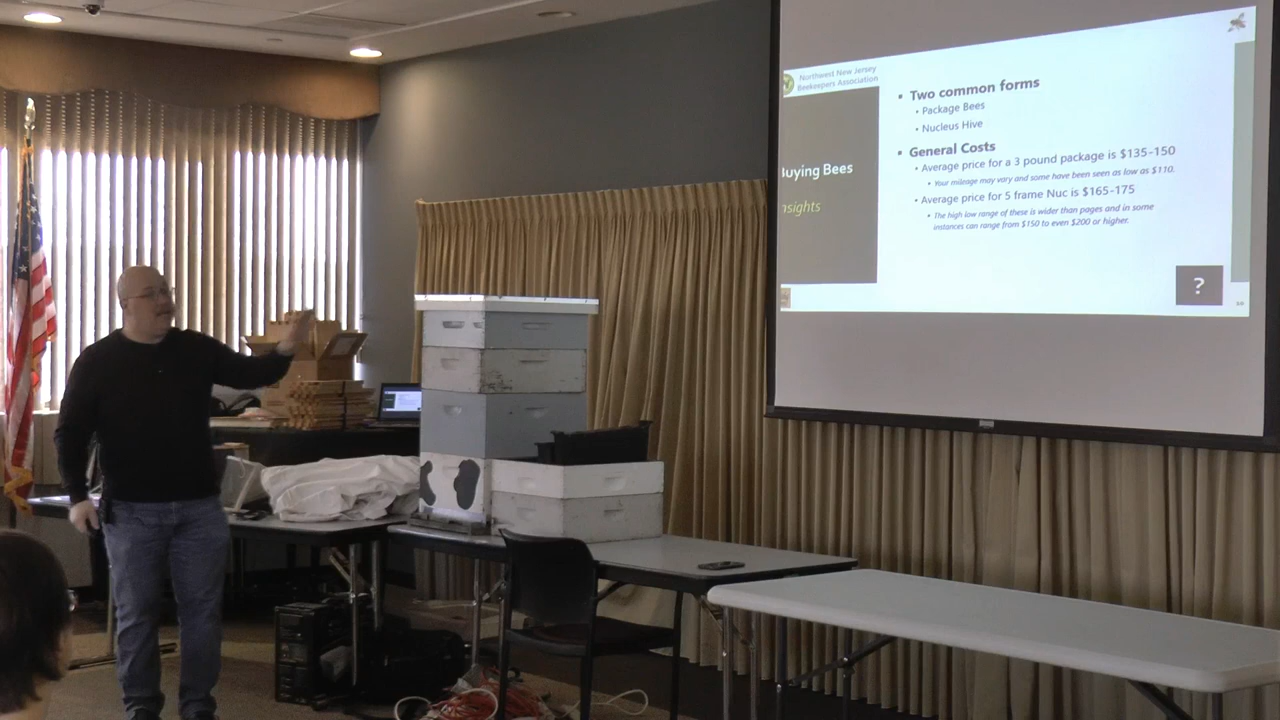 Northwest New Jersey
Beekeepers Association
Buying Bees
Insights
Two common forms
Package Bees
Nucleus Hive
General Costs
Average price for a 3 pound package is $135-150
Your mileage may vary and some have been seen as low as $110.
Average price for 5 frame Nuc is $165-175
The high low range of these is wider than pages and in some
instances can range from $150 to even $200 or higher.
?